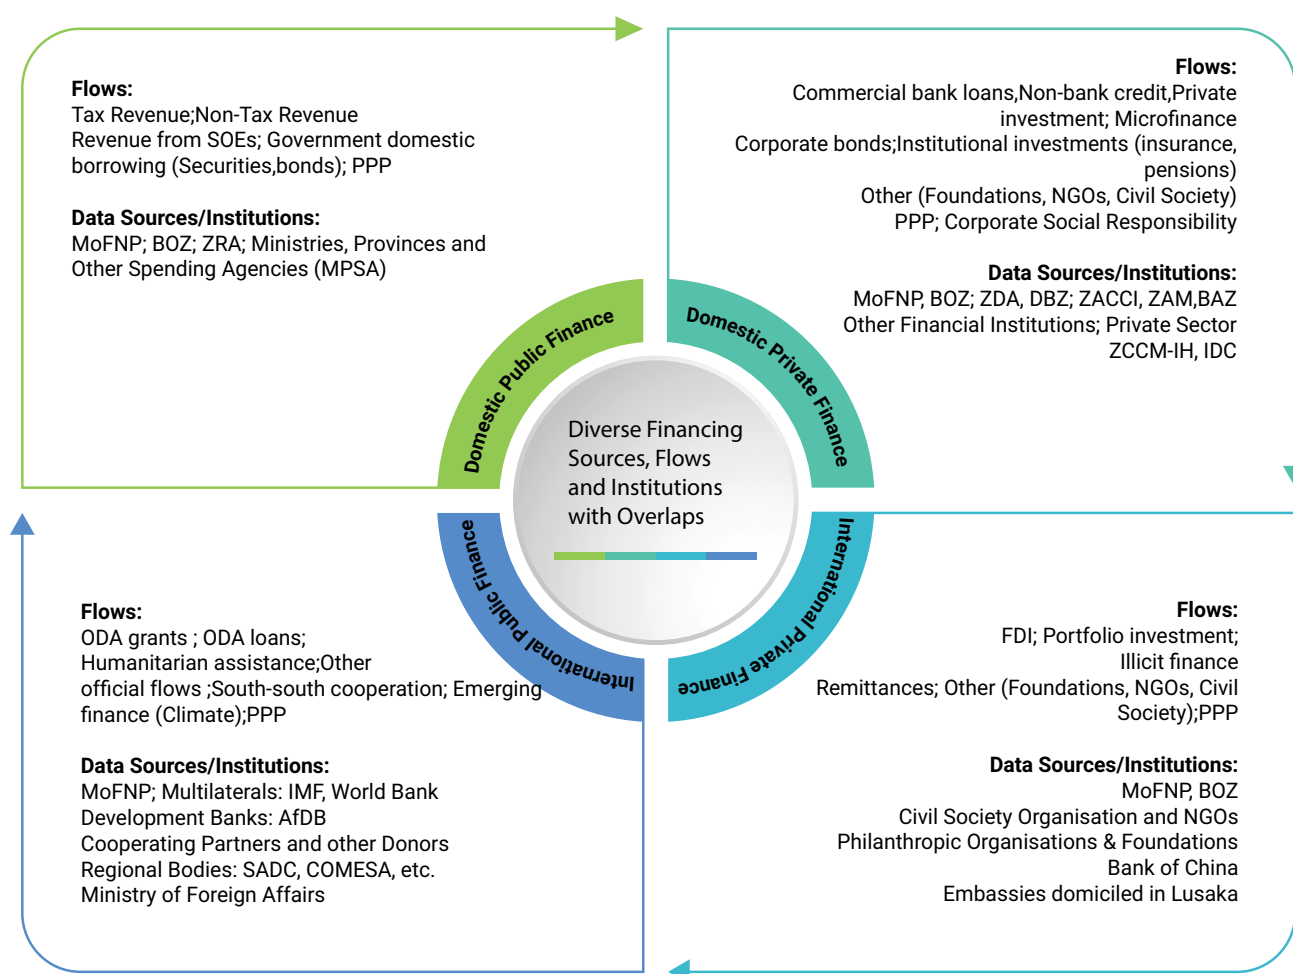 Flows:
Tax Revenue;Non-Tax Revenue
Revenue from SOEs; Government domestic
borrowing (Securities,bonds); PPP
Data Sources/Institutions:
MoFNP; BOZ; ZRA; Ministries, Provinces and
Other Spending Agencies (MPSA)
Flows:
Commercial bank loans,Non-bank credit,Private
investment; Microfinance
Corporate bonds;Institutional investments (insurance,
pensions)
Other (Foundations, NGOs, Civil Society)
PPP; Corporate Social Responsibility
Data Sources/Institutions:
MoFNP, BOZ; ZDA, DBZ; ZACCI, ZAM,BAZ
Other Financial Institutions; Private Sector
ZCCM-IH, IDC
Domestic Public Finance
Domestic Private Finance
Diverse Financing
Sources, Flows
and Institutions
with Overlaps
International Public Finance
International Private Finance
Flows:
ODA grants ; ODA loans;
Humanitarian assistance;Other
official flows ;South-south cooperation; Emerging
finance (Climate);PPP
Data Sources/Institutions:
MoFNP; Multilaterals: IMF, World Bank
Development Banks: AfDB
Cooperating Partners and other Donors
Regional Bodies: SADC, COMESA, etc.
Ministry of Foreign Affairs
Flows:
FDI; Portfolio investment;
Illicit finance
Remittances; Other (Foundations, NGOs, Civil
Society);PPP
Data Sources/Institutions:
MoFNP, BOZ
Civil Society Organisation and NGOs
Philanthropic Organisations & Foundations
Bank of China
Embassies domiciled in Lusaka